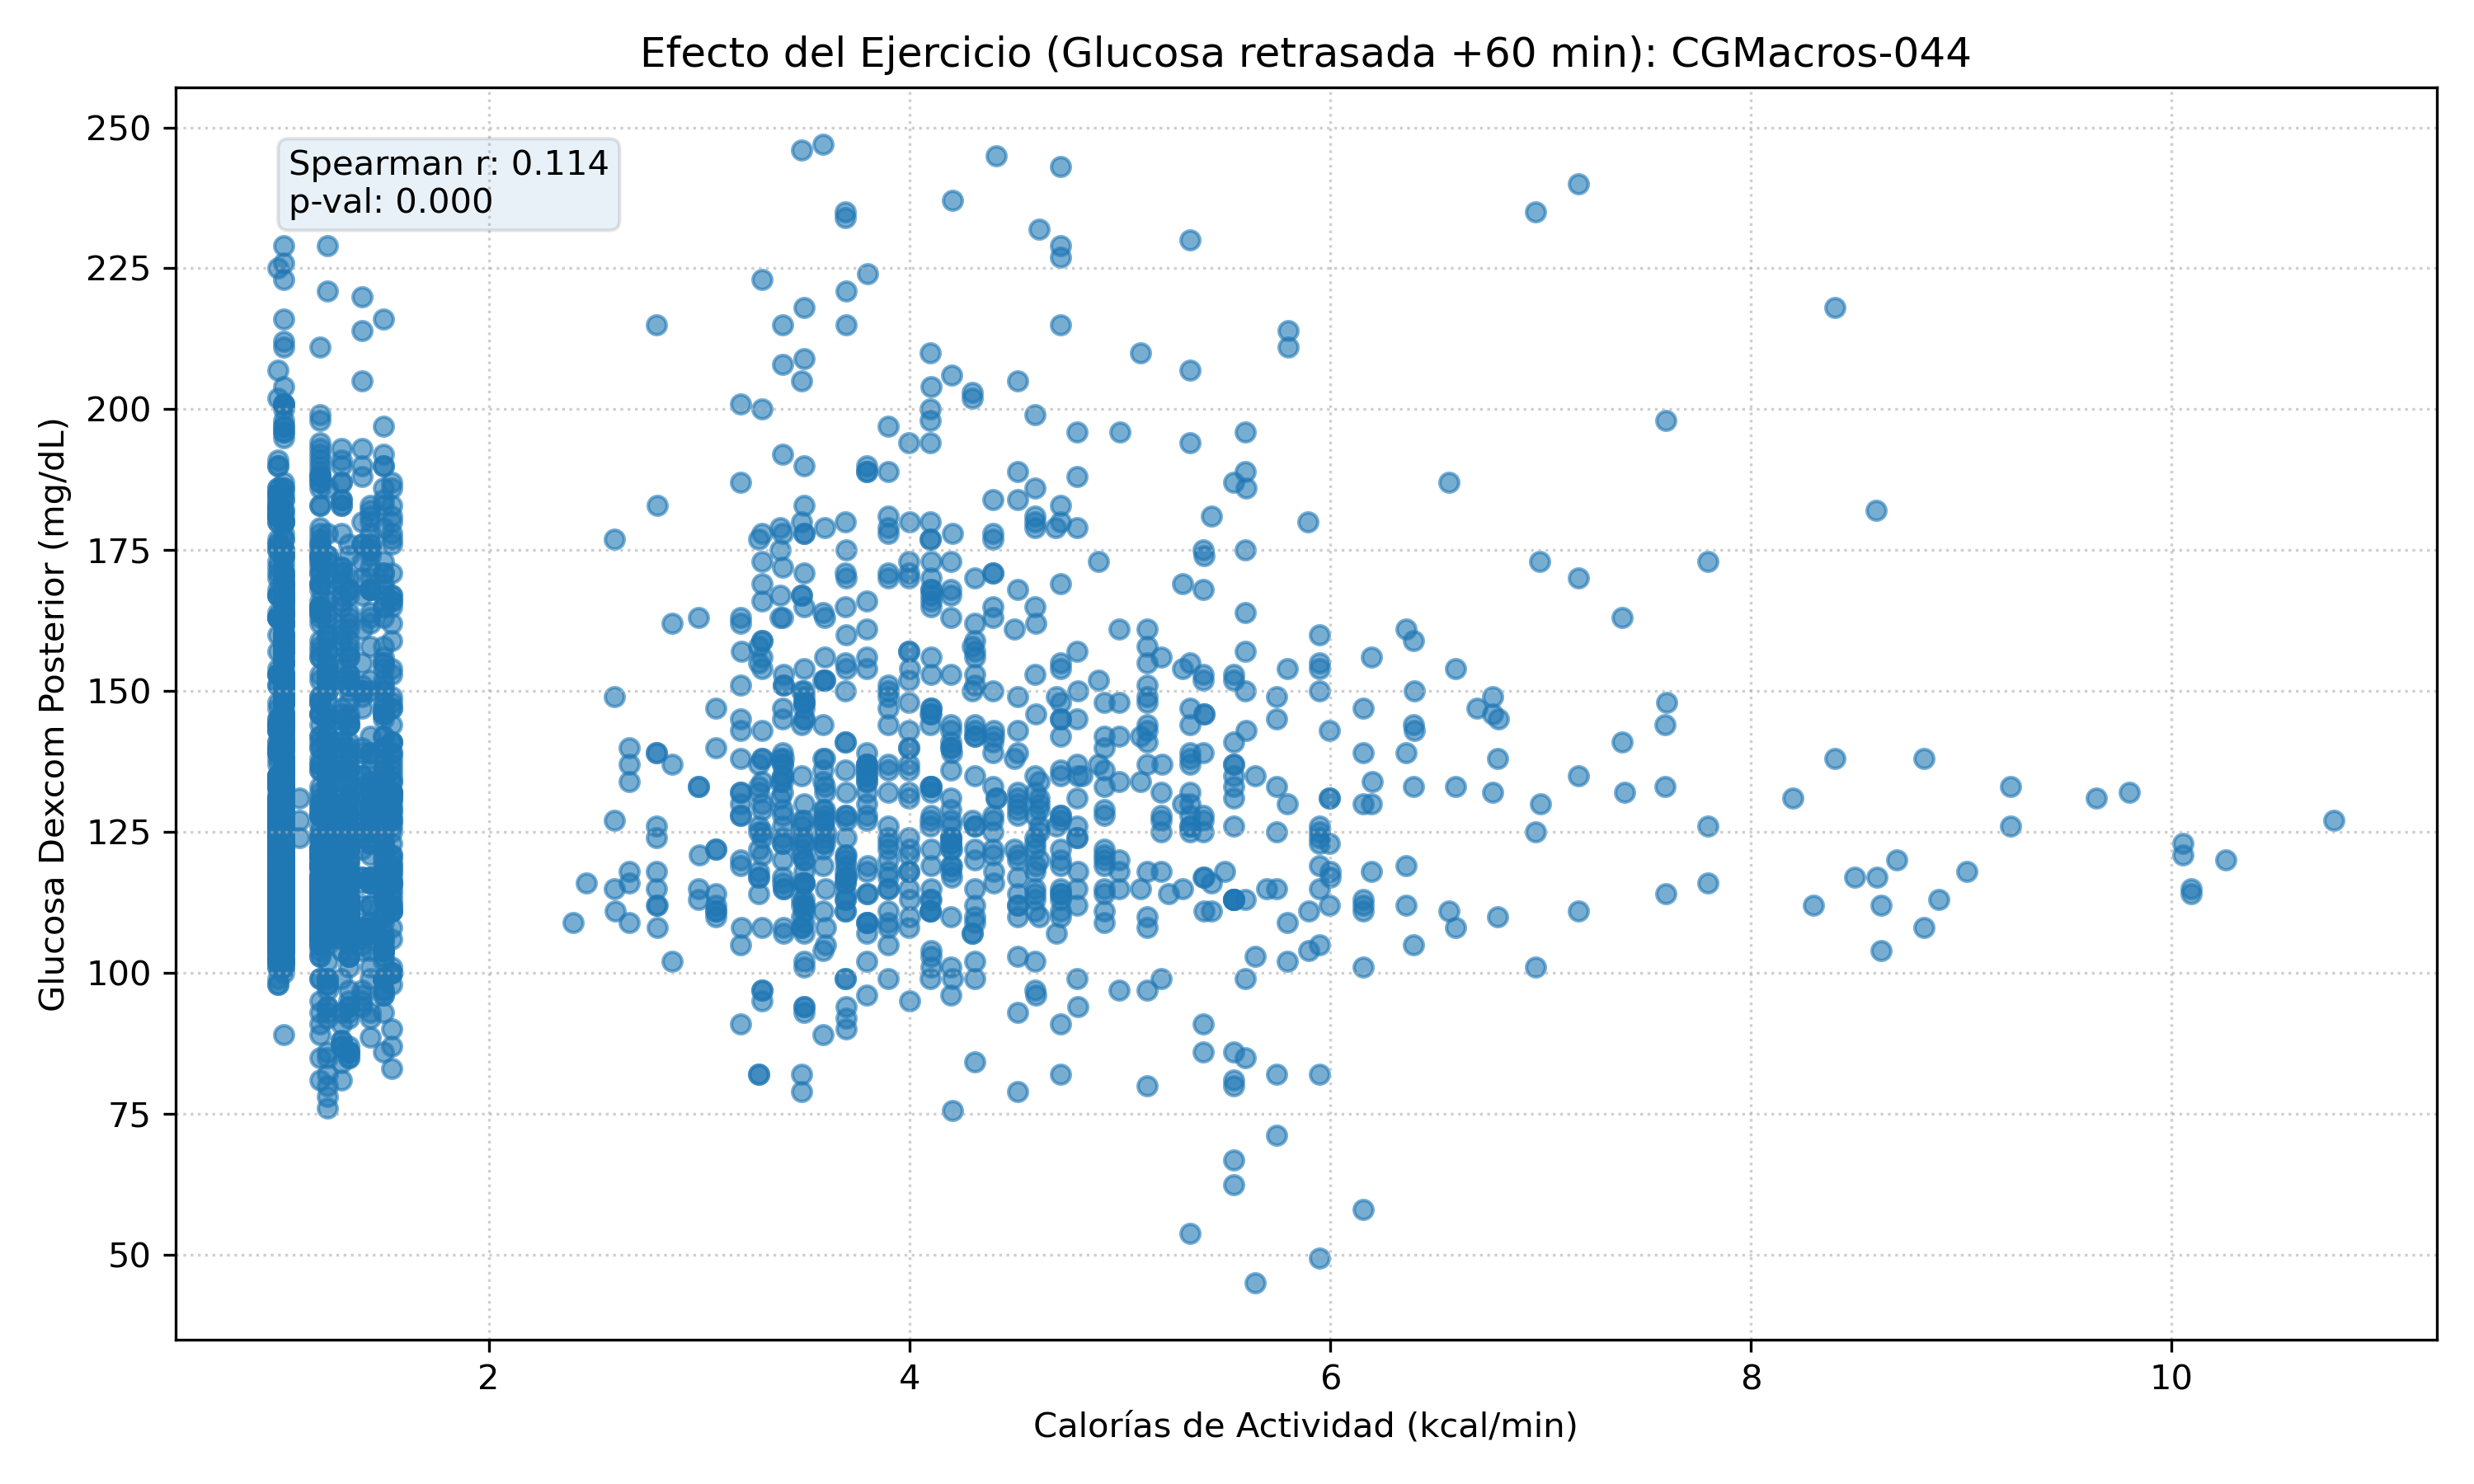 Efecto del Ejercicio (Glucosa retrasada +60 min): CGMacros-044
Spearman r: 0.114
p-val: 0.000
Glucosa Dexcom Posterior (mg/dL)
250
225
200
175
150
125
100
75
50
2
4
6
8
10
Calorías de Actividad (kcal/min)